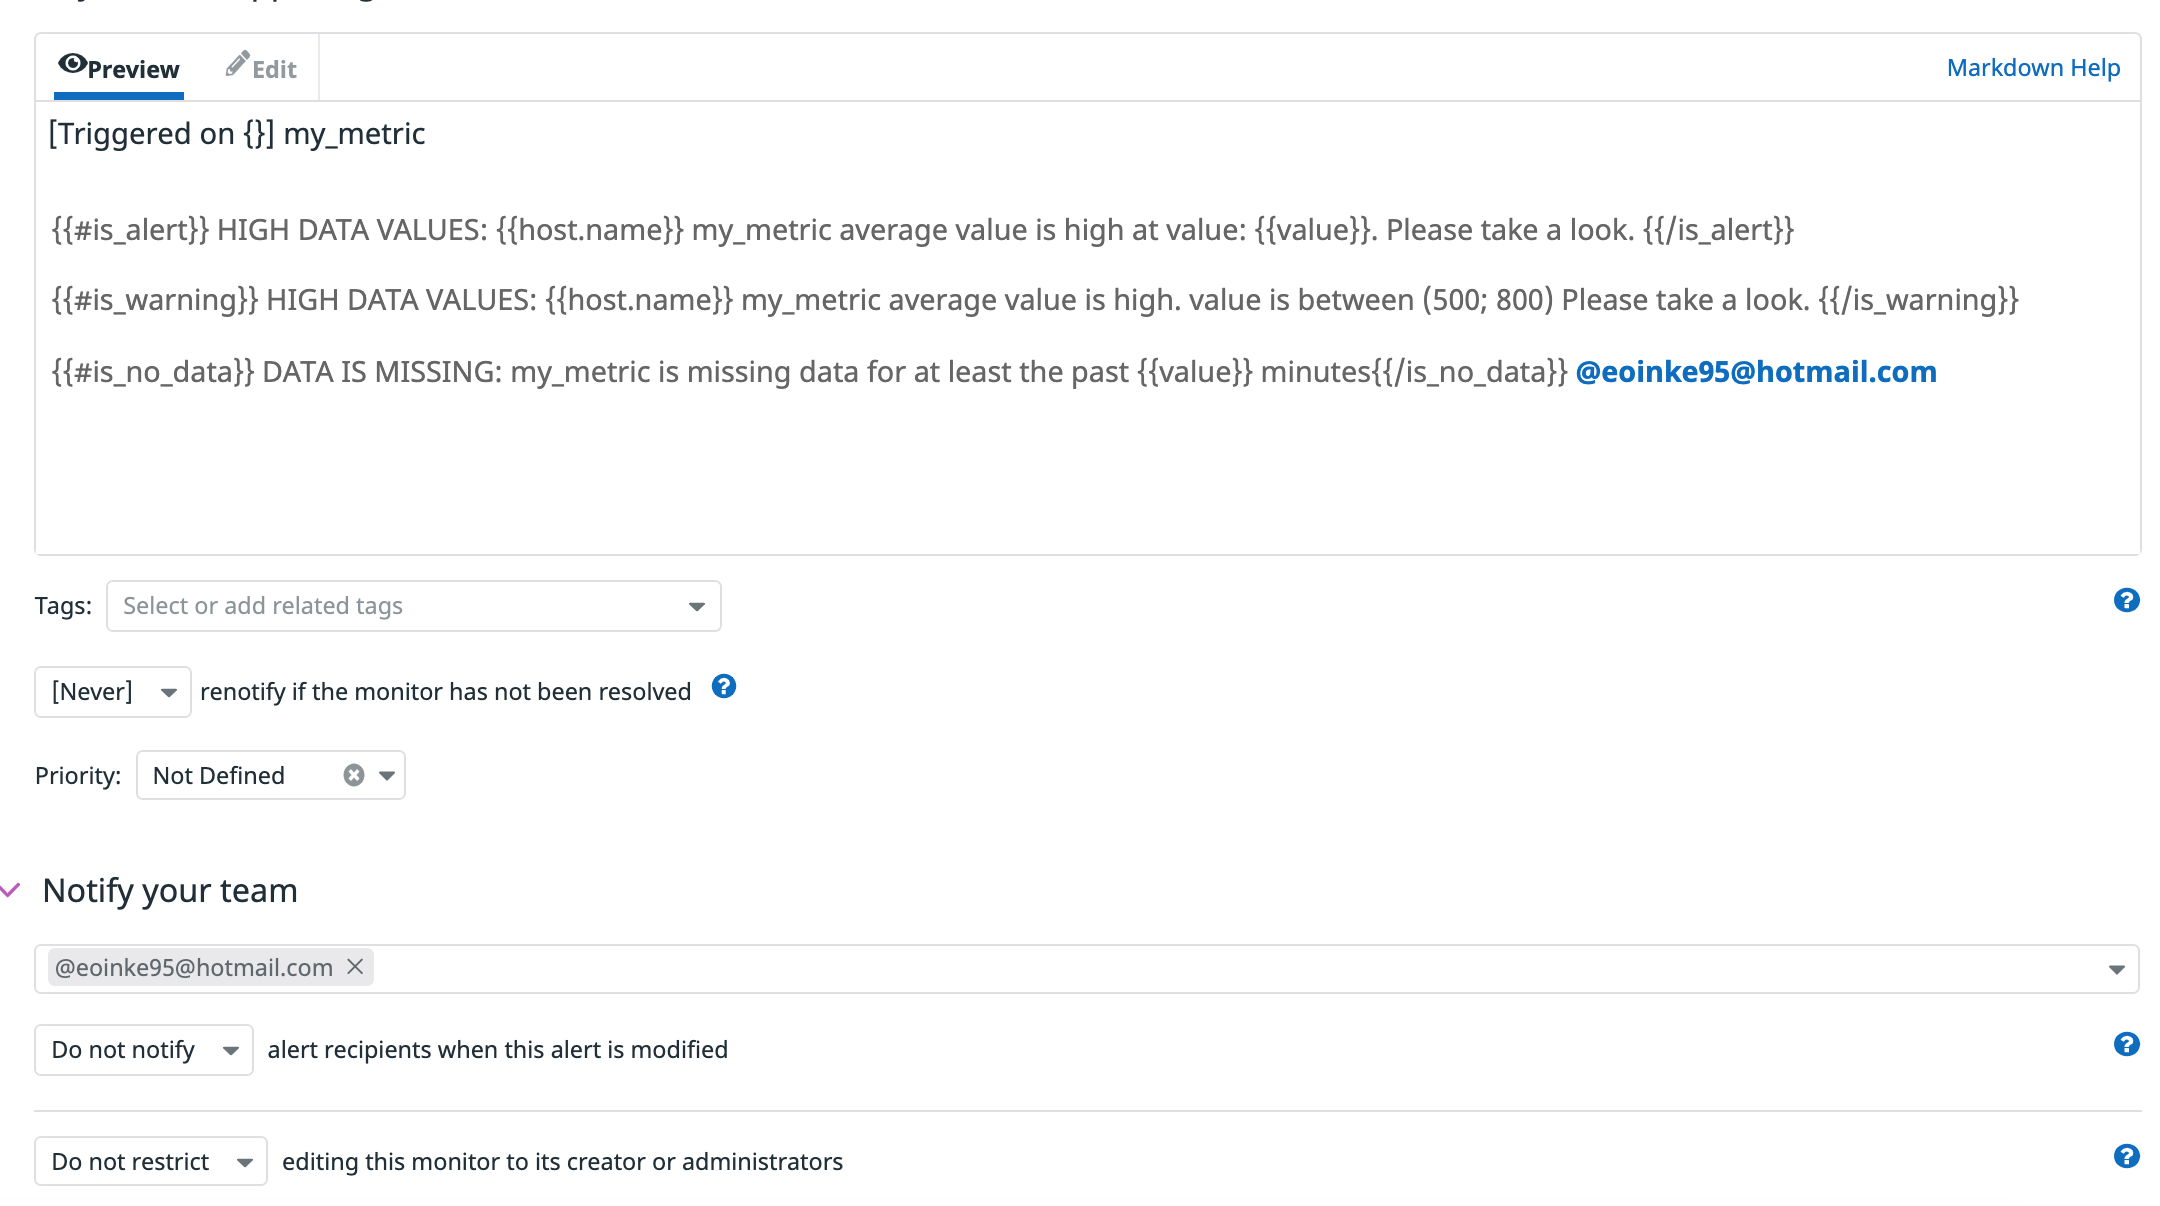 Preview Edit Markdown Help
[Triggered on {}] my_metric
{{#is_alert}} HIGH DATA VALUES: {{host.name}} my_metric average value is high at value: {{value}}. Please take a look. {{/is_alert}}
{{#is_warning}} HIGH DATA VALUES: {{host.name}} my_metric average value is high. value is between (500; 800) Please take a look. {{/is_warning}}
{{#is_no_data}} DATA IS MISSING: my_metric is missing data for at least the past {{value}} minutes{{/is_no_data}} @eoinke95@hotmail.com
Tags: Select or add related tags
[Never] renotify if the monitor has not been resolved
Priority: Not Defined
Notify your team
@eoinke95@hotmail.com
Do not notify alert recipients when this alert is modified
Do not restrict editing this monitor to its creator or administrators